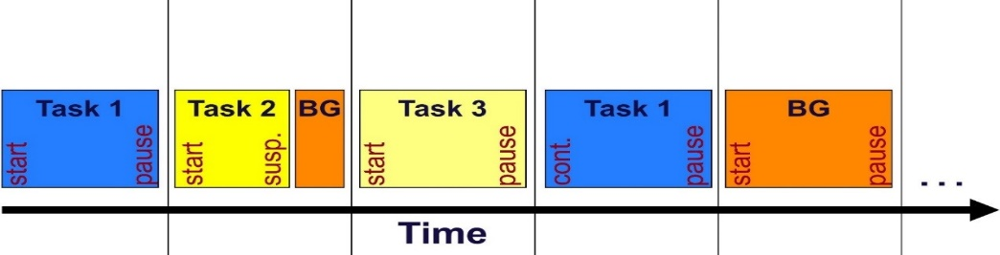 Task 1
start
pause
Task 2
start
susp.
BG
Task 3
start
pause
Task 1
cont.
pause
BG
start
pause
...
Time